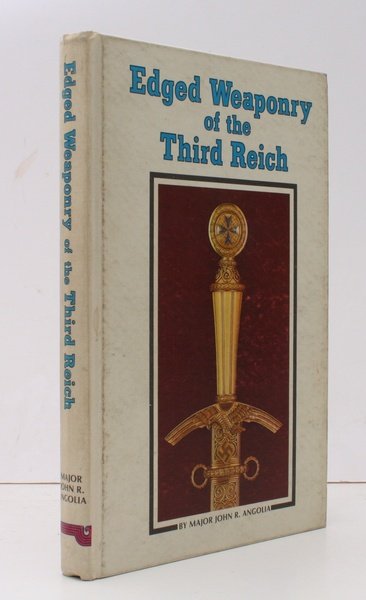 Edged Weaponry
of the
Third Reich
BY MAJOR JOHN R. ANGOLIA
Edged Weaponry of the Third Reich
MAJOR
JOHN R.
ANGOLIA